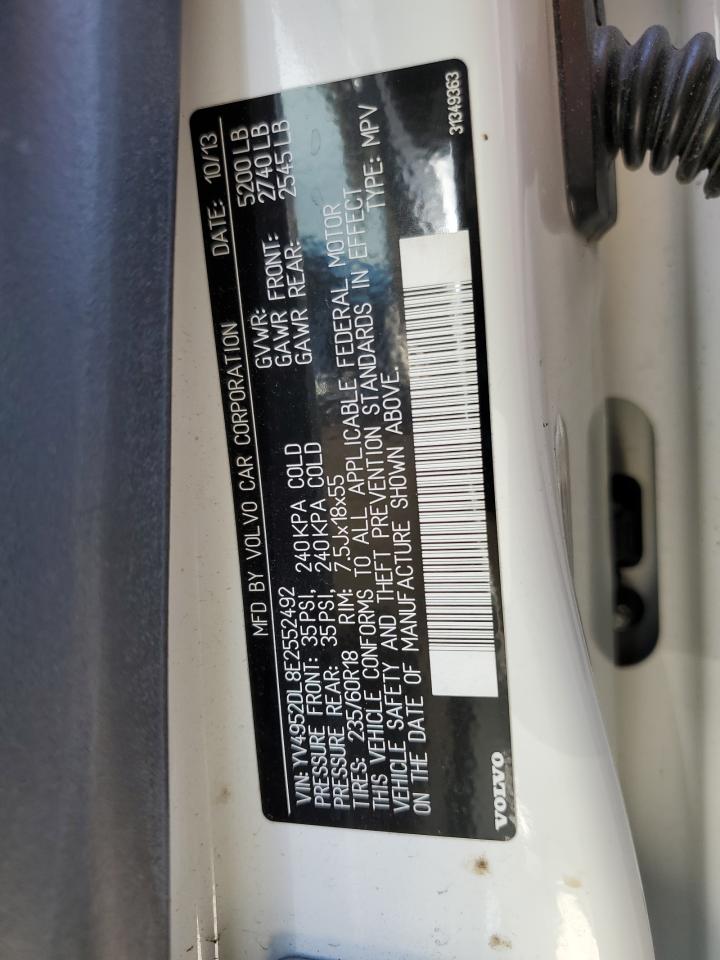 MFD BY VOLVO CAR CORPORATION DATE: 10/13
GVWR: 5200 LB
GAWR FRONT: 2740 LB
GAWR REAR: 2545 LB
VIN: YV4952DL8E2552492
PRESSURE FRONT: 35PSI, 240KPA COLD
PRESSURE REAR: 35PSI, 240KPA COLD
TIRES: 235/60R18 RIM: 7.5Jx18x55
THIS VEHICLE CONFORMS TO ALL APPLICABLE FEDERAL MOTOR
VEHICLE SAFETY AND THEFT PREVENTION STANDARDS IN EFFECT
ON THE DATE OF MANUFACTURE SHOWN ABOVE. TYPE: MPV
VOLVO 31349363